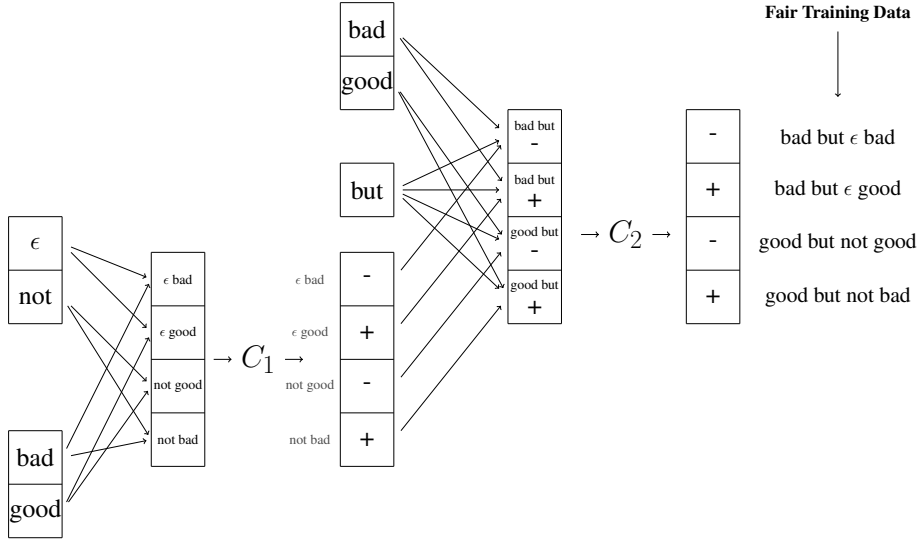 Fair Training Data
bad
good
but
ϵ
not
bad
good
ϵ bad
ϵ good
not good
not bad
→ C₁ →
ϵ bad
ϵ good
not good
not bad
-
+
-
+
bad but
-
bad but
+
good but
-
good but
+
→ C₂ →
-
+
-
+
bad but ϵ bad
bad but ϵ good
good but not good
good but not bad